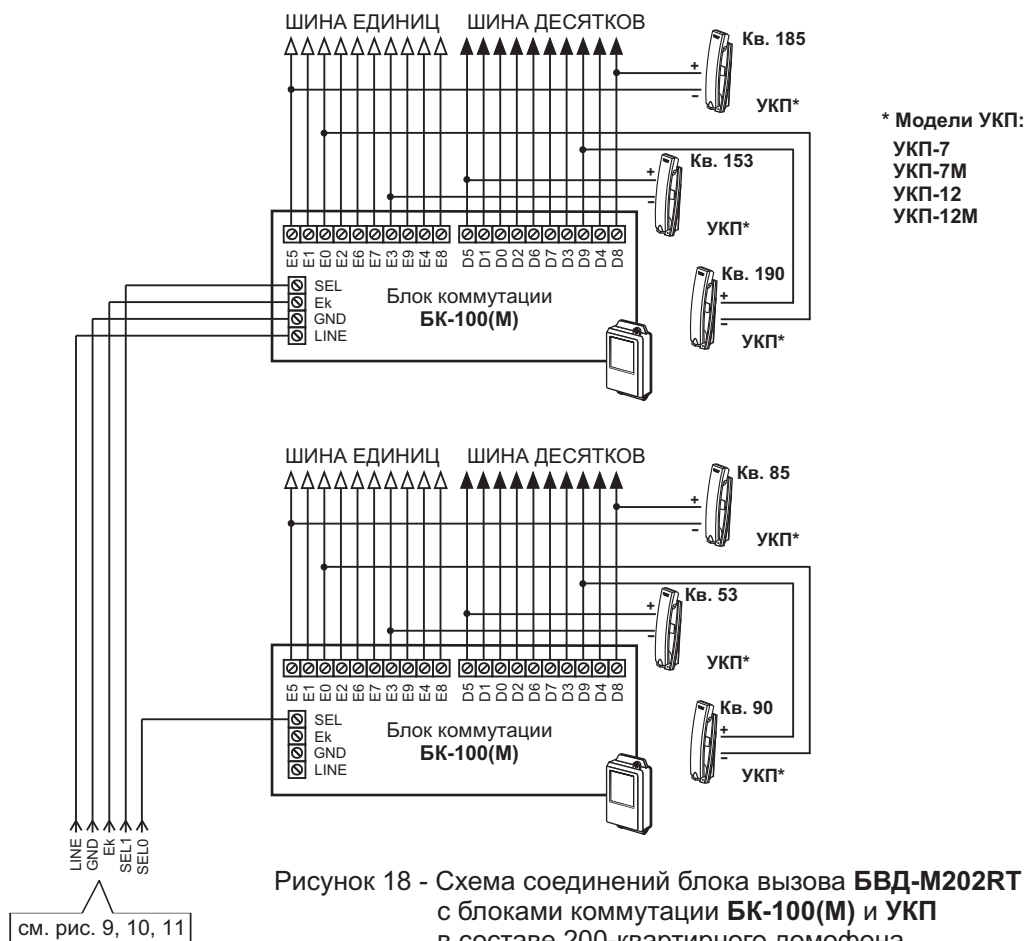 ШИНА ЕДИНИЦ ШИНА ДЕСЯТКОВ
Кв. 185
+
–
УКП*
* Модели УКП:
УКП-7
УКП-7М
УКП-12
УКП-12М
Кв. 153
+
–
УКП*
E5 E1 E0 E2 E6 E7 E3 E9 E4 E8 D5 D1 D0 D2 D6 D7 D3 D9 D4 D8
Кв. 190
+
–
УКП*
SEL
Ek
GND
LINE
Блок коммутации
БК-100(М)
ШИНА ЕДИНИЦ ШИНА ДЕСЯТКОВ
Кв. 85
+
–
УКП*
Кв. 53
+
–
УКП*
E5 E1 E0 E2 E6 E7 E3 E9 E4 E8 D5 D1 D0 D2 D6 D7 D3 D9 D4 D8
Кв. 90
+
–
УКП*
SEL
Ek
GND
LINE
Блок коммутации
БК-100(М)
LINE
GND
Ek
SEL1
SEL0
см. рис. 9, 10, 11
Рисунок 18 - Схема соединений блока вызова БВД-M202RT
с блоками коммутации БК-100(М) и УКП
в составе 200-квартирного домофона